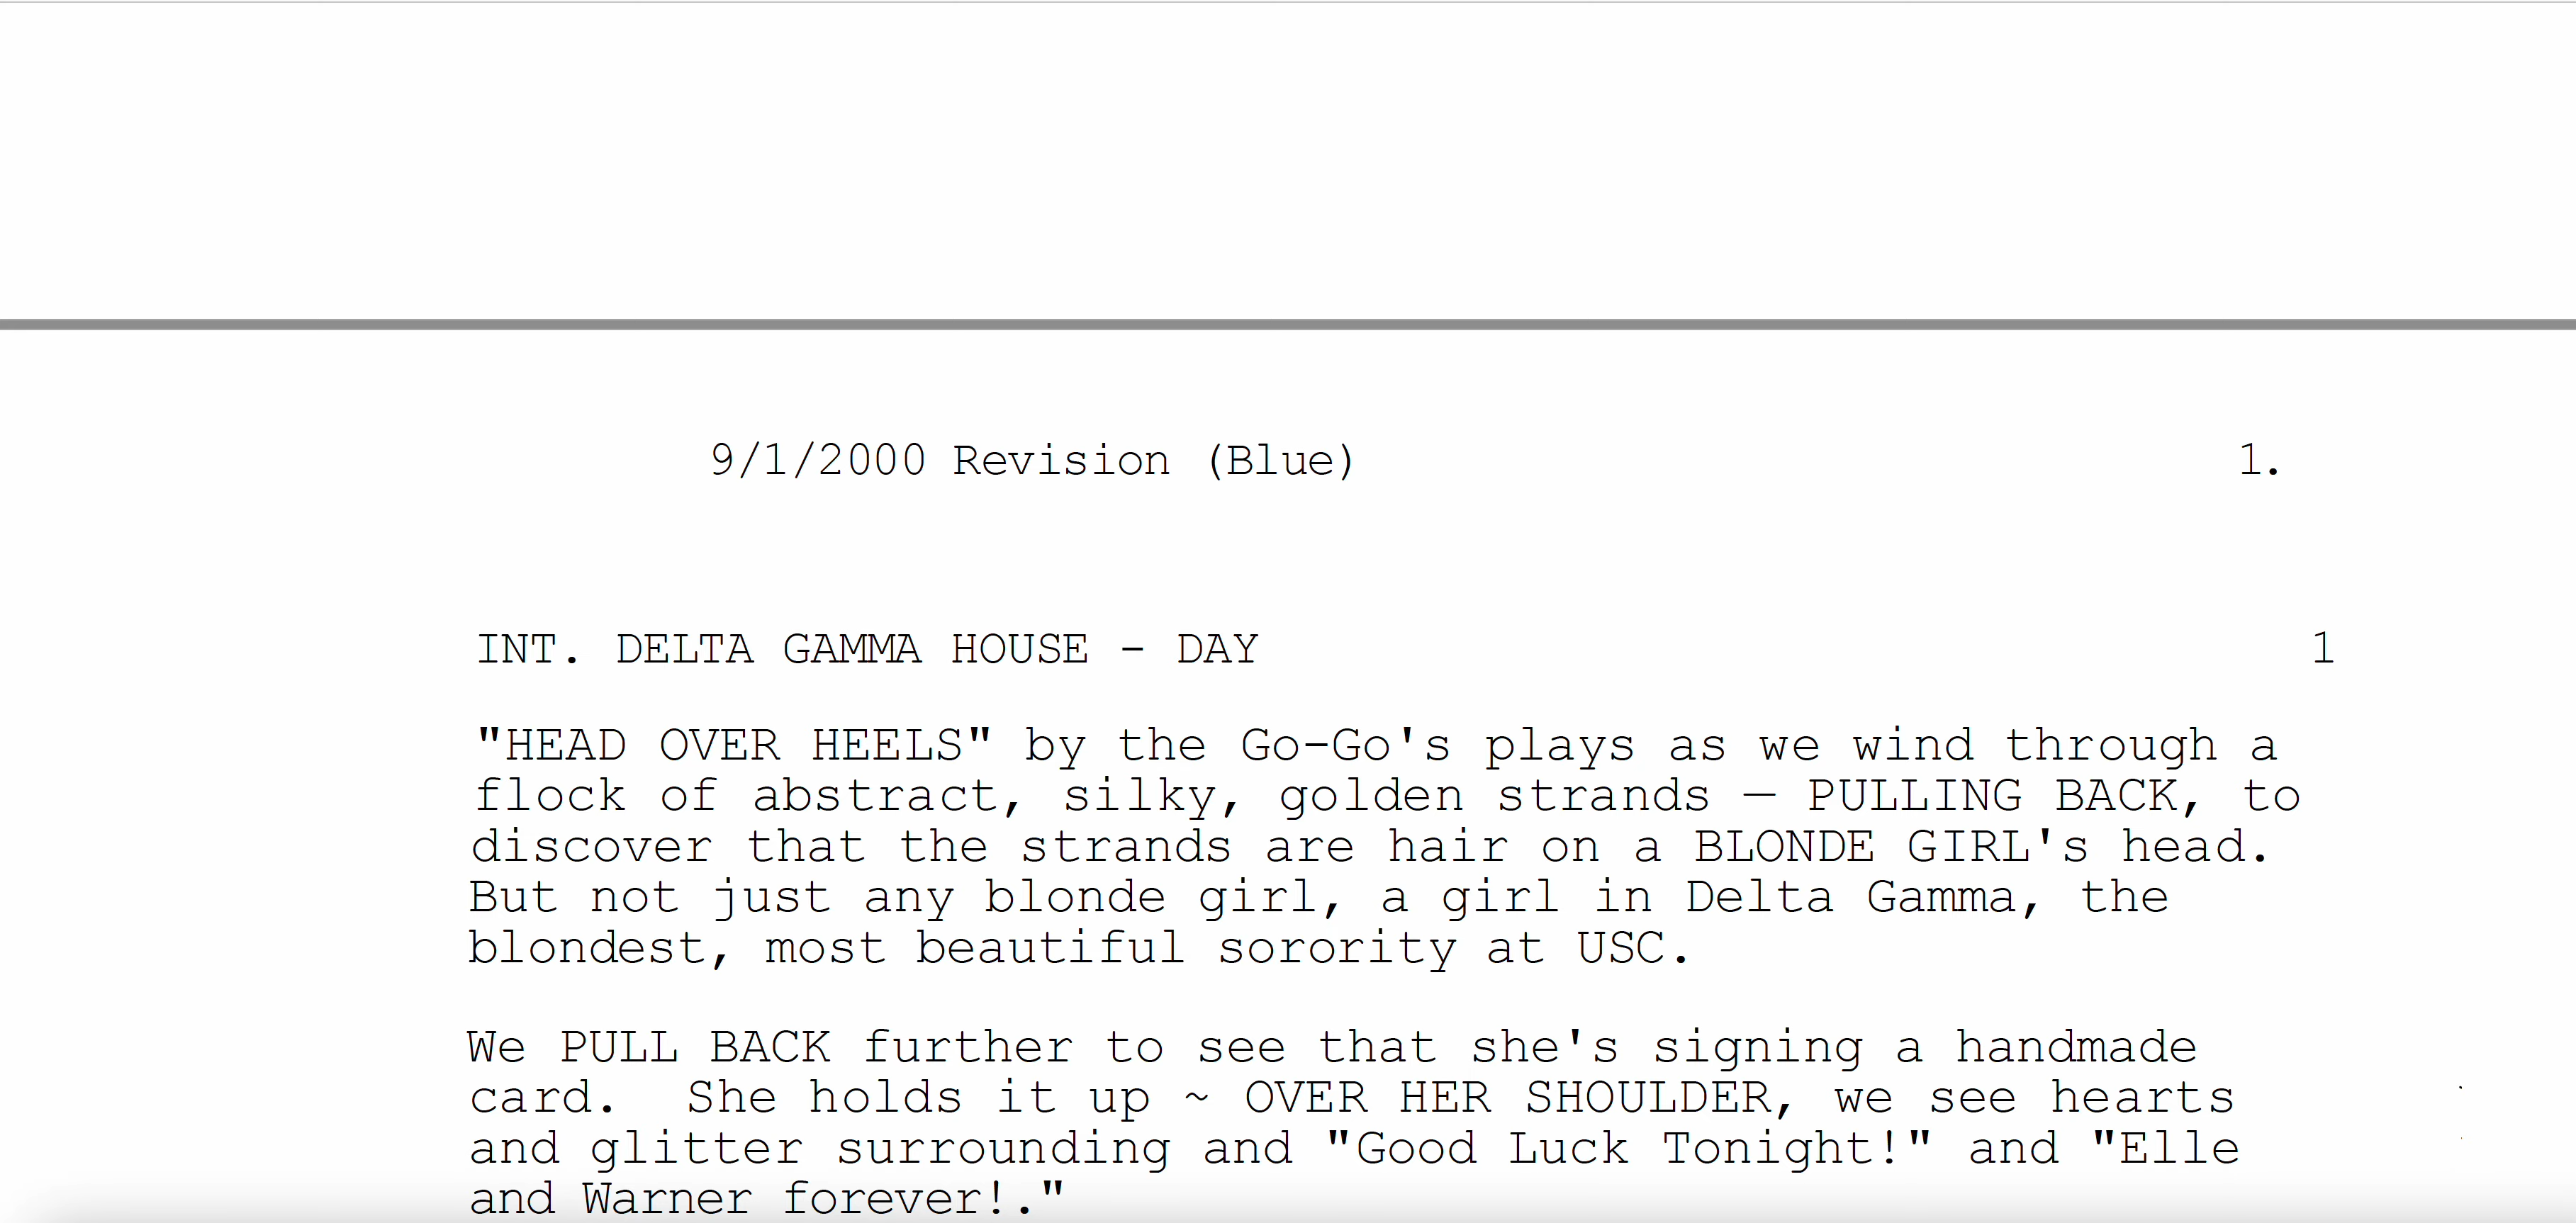 9/1/2000 Revision (Blue) 1.
INT. DELTA GAMMA HOUSE - DAY 1
"HEAD OVER HEELS" by the Go-Go's plays as we wind through a
flock of abstract, silky, golden strands — PULLING BACK, to
discover that the strands are hair on a BLONDE GIRL's head.
But not just any blonde girl, a girl in Delta Gamma, the
blondest, most beautiful sorority at USC.
We PULL BACK further to see that she's signing a handmade
card.  She holds it up ~ OVER HER SHOULDER, we see hearts
and glitter surrounding and "Good Luck Tonight!" and "Elle
and Warner forever!."